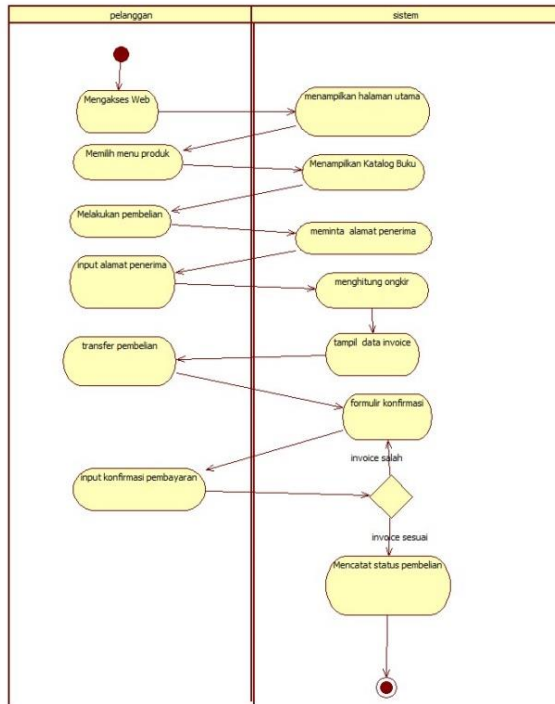 pelanggan
sistem
Mengakses Web
menampilkan halaman utama
Memilih menu produk
Menampilkan Katalog Buku
Melakukan pembelian
meminta alamat penerima
input alamat penerima
menghitung ongkir
transfer pembelian
tampil data invoice
formulir konfirmasi
invoice salah
input konfirmasi pembayaran
invoice sesuai
Mencatat status pembelian